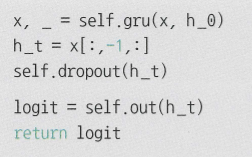 x, _ = self.gru(x, h_0)
h_t = x[:,-1,:]
self.dropout(h_t)
logit = self.out(h_t)
return logit